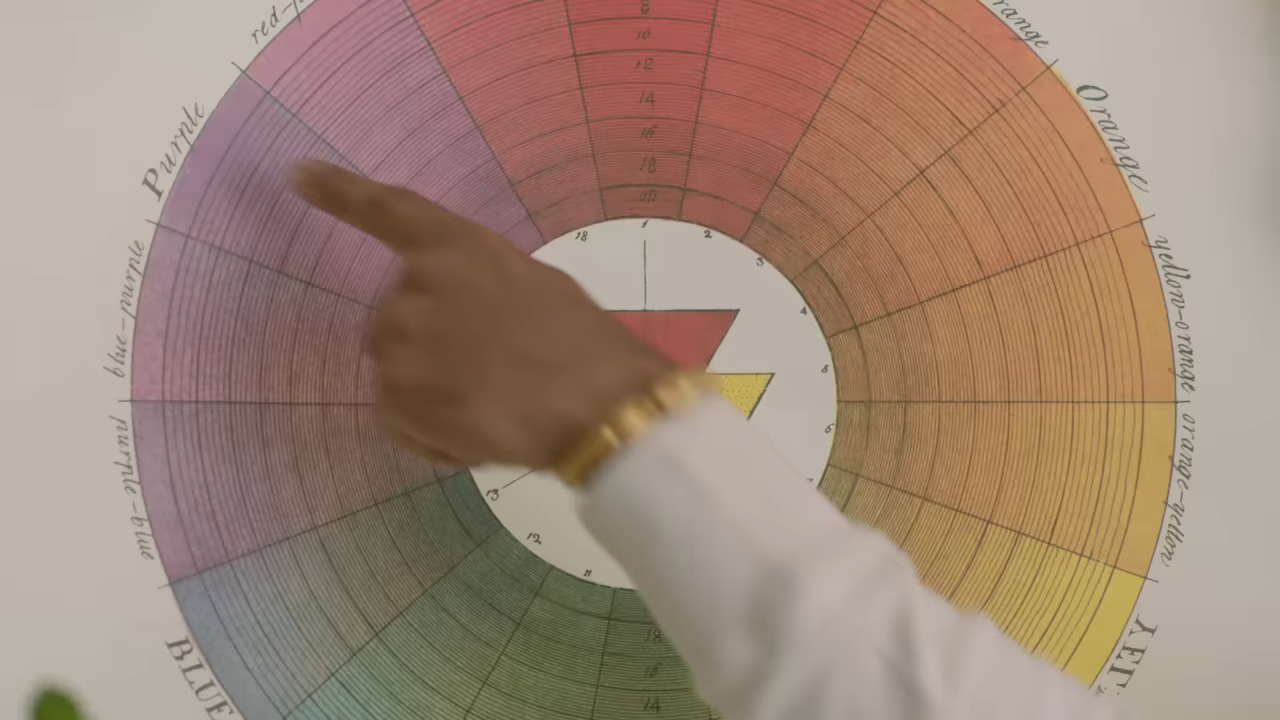 red-
range
Orange
yellow-orange
orange-yellow
YEL
Purple
blue-purple
purple-blue
BLUE
8
10
12
14
16
18
20
1
2
3
4
5
6
18
13
12
11
18
16
14